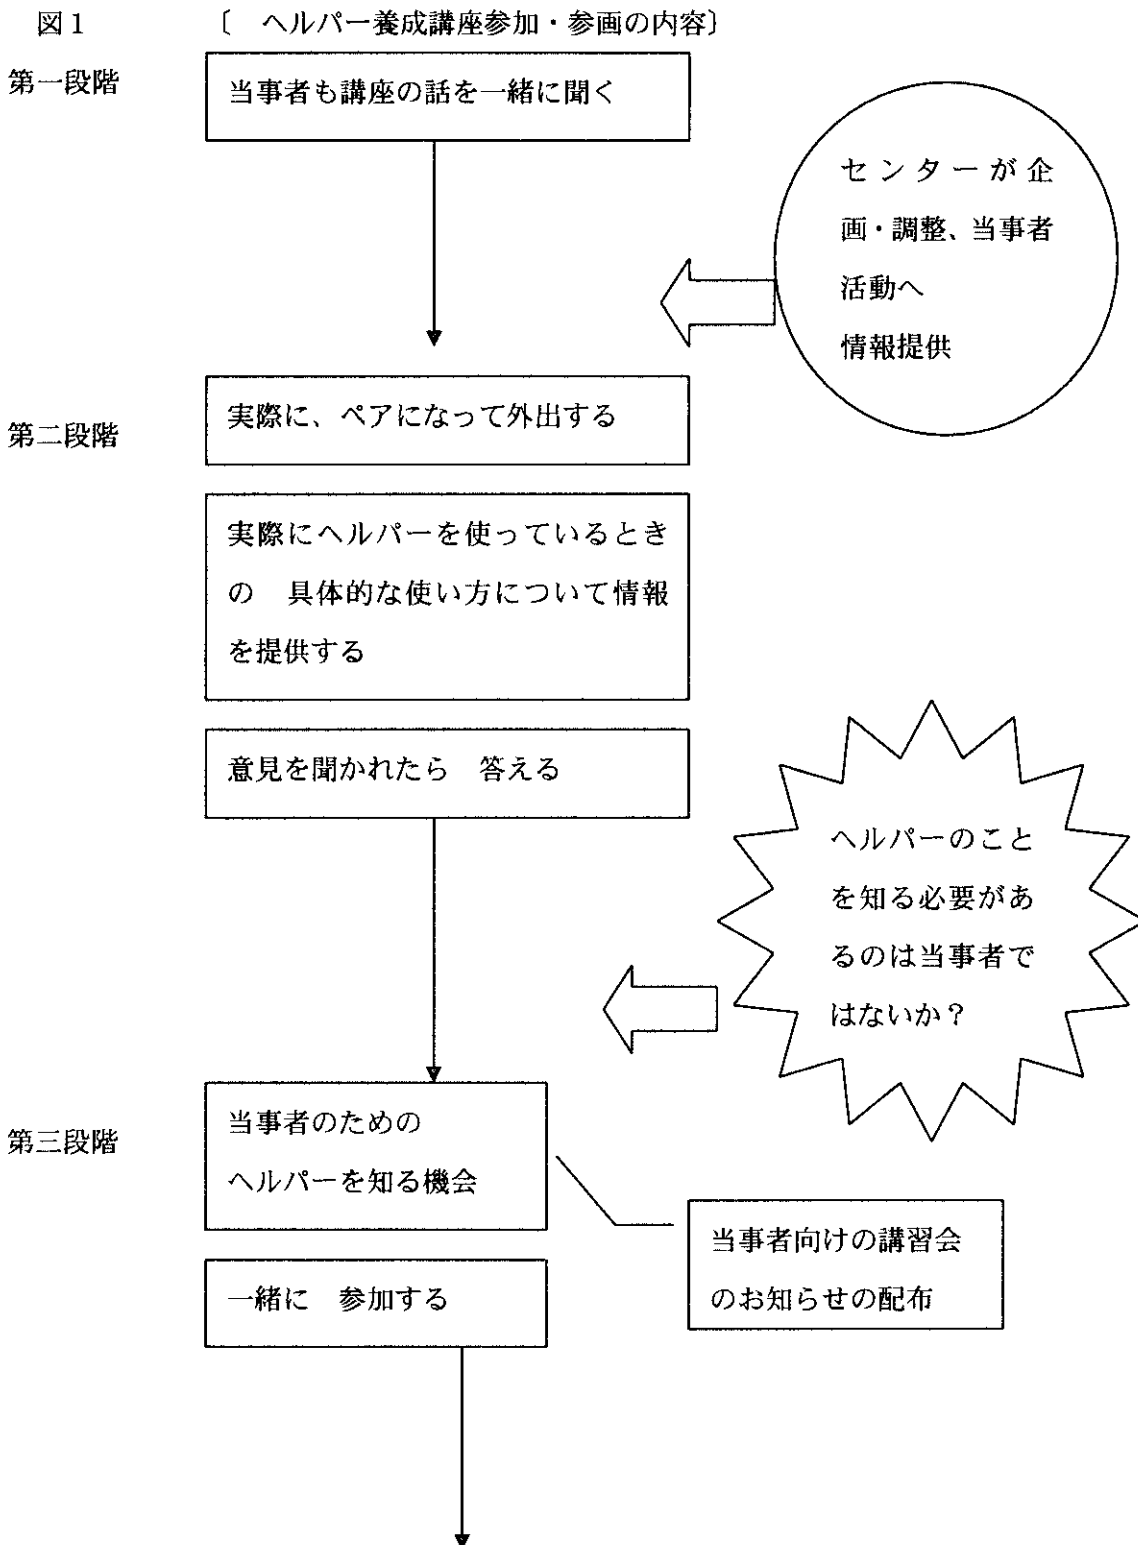 図1　〔　ヘルパー養成講座参加・参画の内容〕
第一段階
当事者も講座の話を一緒に聞く
センターが企
画・調整、当事者
活動へ
情報提供
第二段階
実際に、ペアになって外出する
実際にヘルパーを使っているとき
の　具体的な使い方について情報
を提供する
意見を聞かれたら　答える
ヘルパーのこと
を知る必要があ
るのは当事者で
はないか？
第三段階
当事者のための
ヘルパーを知る機会
当事者向けの講習会
のお知らせの配布
一緒に　参加する